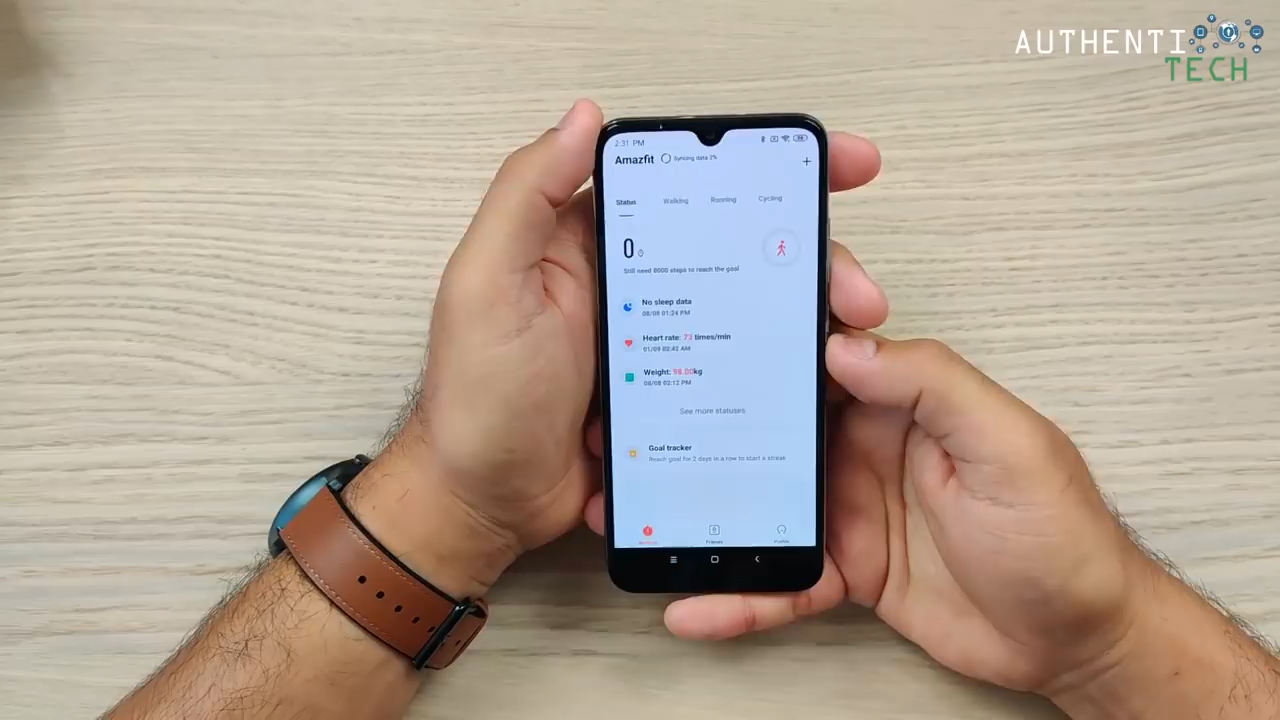 AUTHENTI
TECH
2:31 PM
Amazfit Syncing data 2%
+
Status Walking Running Cycling
0
Still need 8000 steps to reach the goal
No sleep data
08/08 01:24 PM
Heart rate: 73 times/min
01/09 02:42 AM
Weight: 98.00kg
08/08 02:12 PM
See more statuses
Goal tracker
Reach goal for 2 days in a row to start a streak
Friends Profile